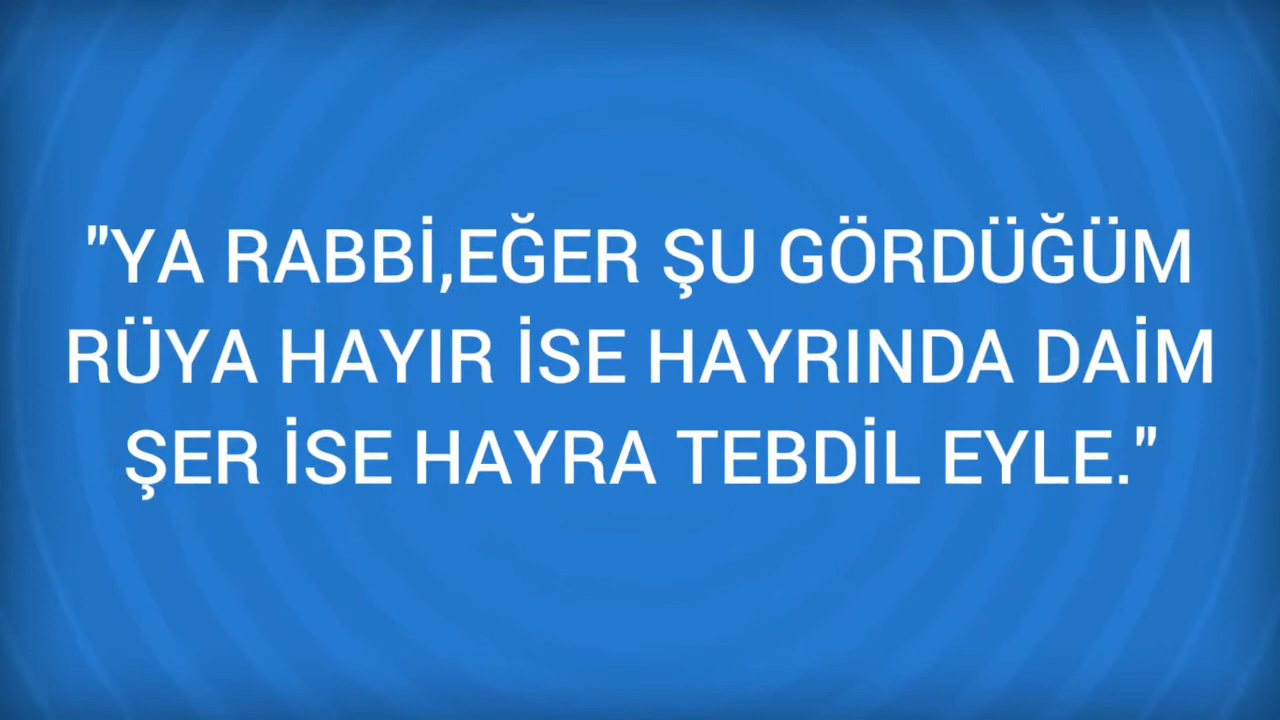 "YA RABBİ,EĞER ŞU GÖRDÜĞÜM
RÜYA HAYIR İSE HAYRINDA DAİM
ŞER İSE HAYRA TEBDİL EYLE."